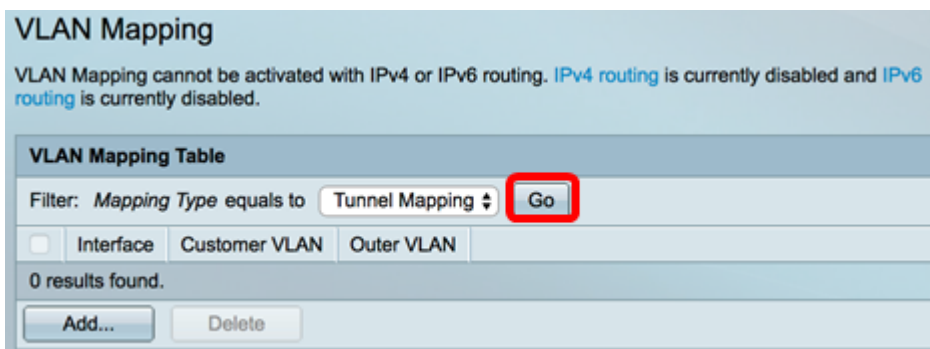 VLAN Mapping
VLAN Mapping cannot be activated with IPv4 or IPv6 routing. IPv4 routing is currently disabled and IPv6
routing is currently disabled.
VLAN Mapping Table
Filter: Mapping Type equals to Tunnel Mapping Go
Interface Customer VLAN Outer VLAN
0 results found.
Add... Delete